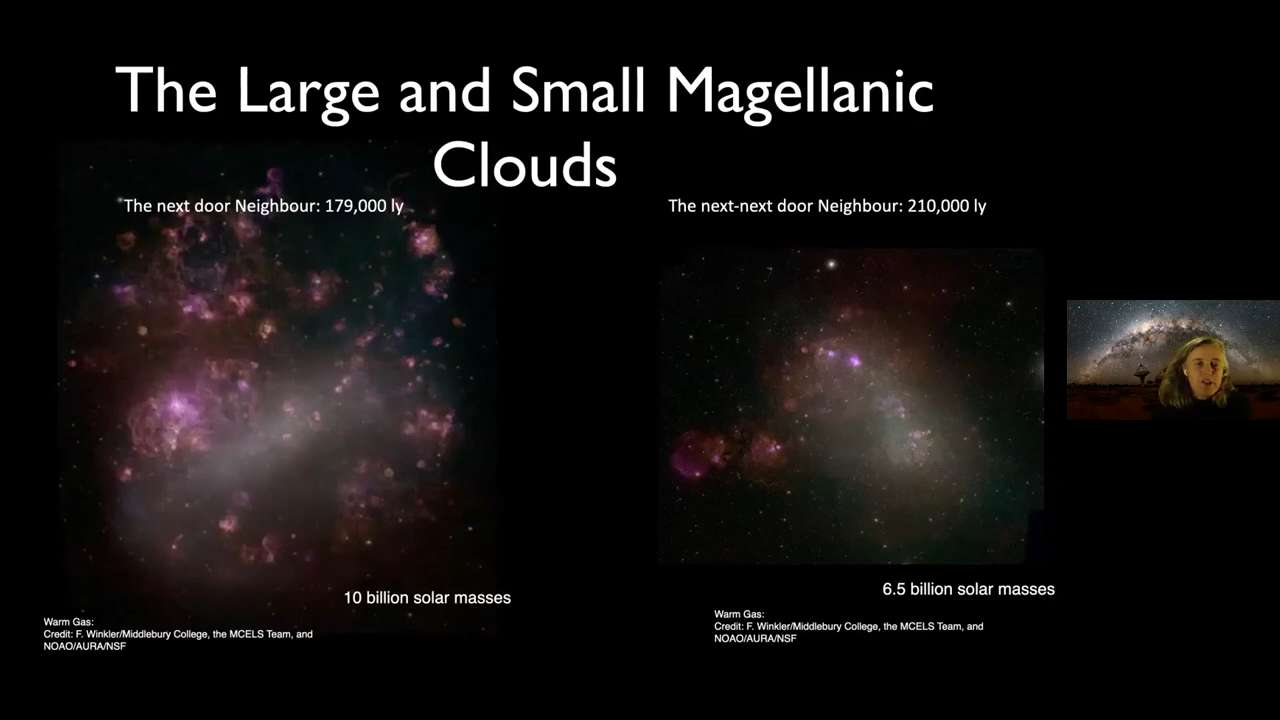 The Large and Small Magellanic
Clouds
The next door Neighbour: 179,000 ly
The next-next door Neighbour: 210,000 ly
10 billion solar masses
6.5 billion solar masses
Warm Gas:
Credit: F. Winkler/Middlebury College, the MCELS Team, and
NOAO/AURA/NSF
Warm Gas:
Credit: F. Winkler/Middlebury College, the MCELS Team, and
NOAO/AURA/NSF